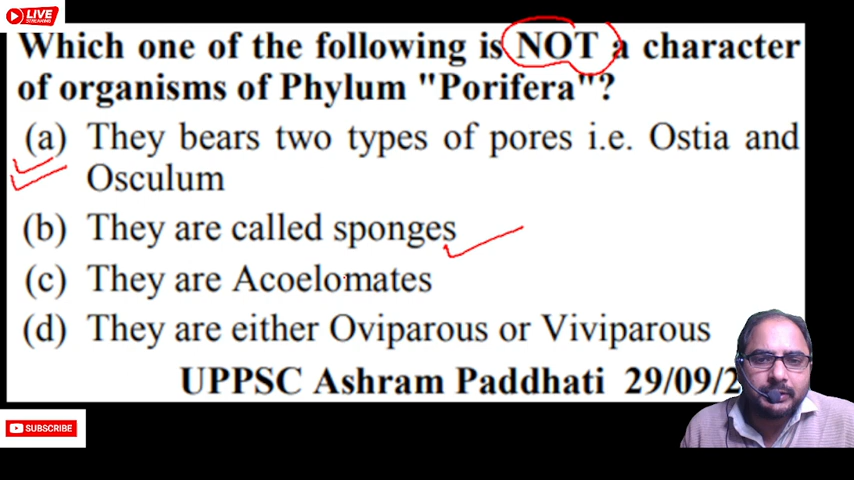 LIVE
STREAMING
Which one of the following is NOT a character
of organisms of Phylum "Porifera"?
(a) They bears two types of pores i.e. Ostia and
Osculum
(b) They are called sponges
(c) They are Acoelomates
(d) They are either Oviparous or Viviparous
UPPSC Ashram Paddhati 29/09/2
SUBSCRIBE